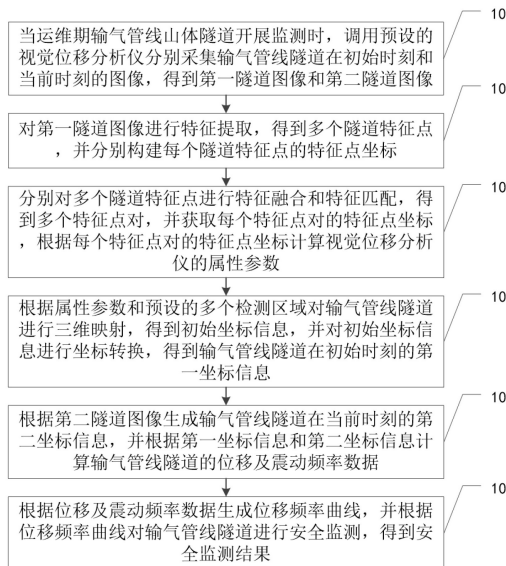 当运维期输气管线山体隧道开展监测时，调用预设的
视觉位移分析仪分别采集输气管线隧道在初始时刻和
当前时刻的图像，得到第一隧道图像和第二隧道图像
10
对第一隧道图像进行特征提取，得到多个隧道特征点
，并分别构建每个隧道特征点的特征点坐标
10
分别对多个隧道特征点进行特征融合和特征匹配，得
到多个特征点对，并获取每个特征点对的特征点坐标
，根据每个特征点对的特征点坐标计算视觉位移分析
仪的属性参数
10
根据属性参数和预设的多个检测区域对输气管线隧道
进行三维映射，得到初始坐标信息，并对初始坐标信
息进行坐标转换，得到输气管线隧道在初始时刻的第
一坐标信息
10
根据第二隧道图像生成输气管线隧道在当前时刻的第
二坐标信息，并根据第一坐标信息和第二坐标信息计
算输气管线隧道的位移及震动频率数据
10
根据位移及震动频率数据生成位移频率曲线，并根据
位移频率曲线对输气管线隧道进行安全监测，得到安
全监测结果
10